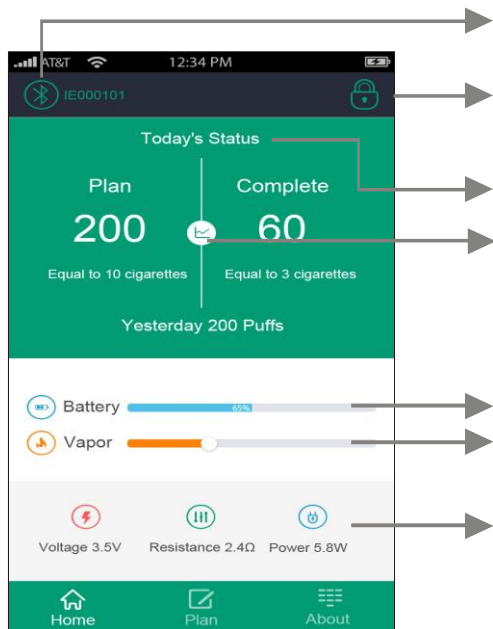 AT&T 12:34 PM
IE000101
Today's Status
Plan Complete
200 60
Equal to 10 cigarettes Equal to 3 cigarettes
Yesterday 200 Puffs
Battery 65%
Vapor
Voltage 3.5V Resistance 2.4Ω Power 5.8W
Home Plan About